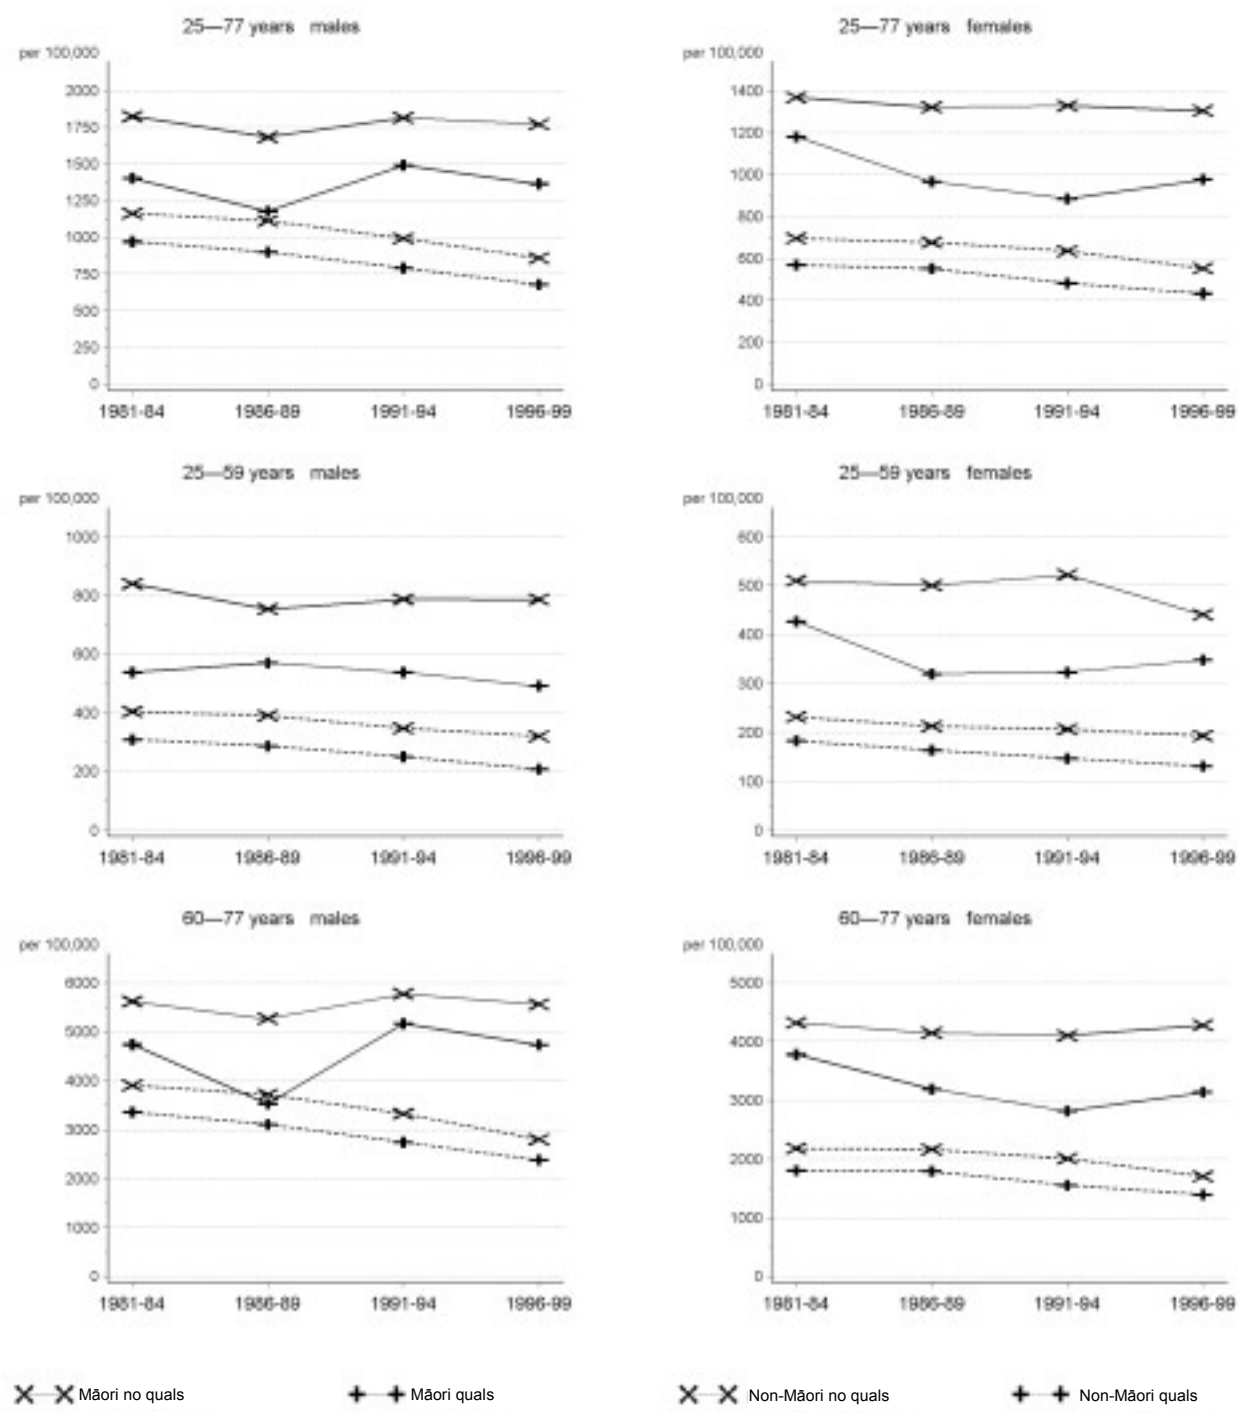 25—77 years males
per 100,000
2000
1750
1500
1250
1000
750
500
250
0
1981-84 1986-89 1991-94 1996-99
25—77 years females
per 100,000
1400
1200
1000
800
600
400
200
0
1981-84 1986-89 1991-94 1996-99
25—59 years males
per 100,000
1000
800
600
400
200
0
1981-84 1986-89 1991-94 1996-99
25—59 years females
per 100,000
600
500
400
300
200
100
0
1981-84 1986-89 1991-94 1996-99
60—77 years males
per 100,000
6000
5000
4000
3000
2000
1000
0
1981-84 1986-89 1991-94 1996-99
60—77 years females
per 100,000
5000
4000
3000
2000
1000
0
1981-84 1986-89 1991-94 1996-99
Māori no quals Māori quals Non-Māori no quals Non-Māori quals